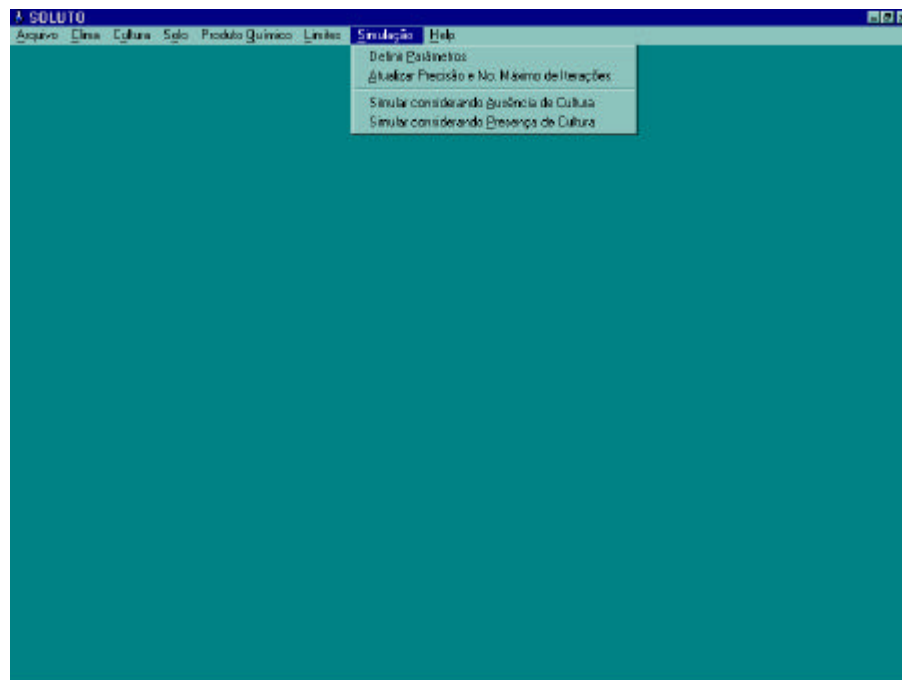 SOLUTO
Arquivo Clima Cultura Solo Produto Químico Limites Simulação Help
Definir Parâmetros
Atualizar Precisão e No. Máximo de Iterações
Simular considerando Ausência de Cultura
Simular considerando Presença de Cultura